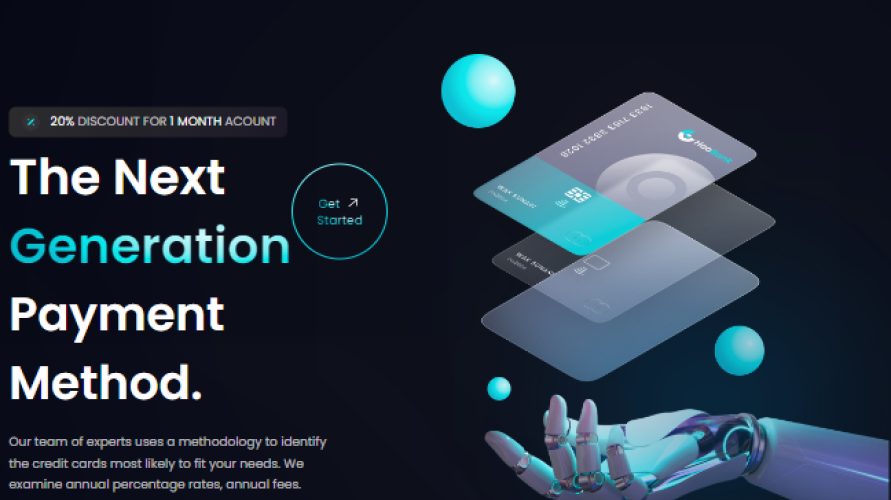 20% DISCOUNT FOR 1 MONTH ACOUNT
The Next
Generation
Payment
Method.
Get
Started
Our team of experts uses a methodology to identify
the credit cards most likely to fit your needs. We
examine annual percentage rates, annual fees.
HooBank